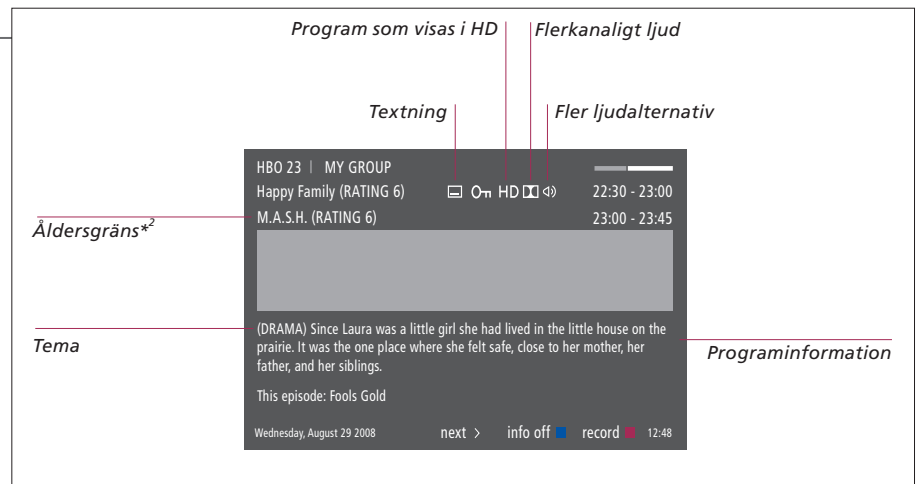 Program som visas i HD
Flerkanaligt ljud
Textning
Fler ljudalternativ
HBO 23 | MY GROUP
Happy Family (RATING 6) HD 22:30 - 23:00
M.A.S.H. (RATING 6) 23:00 - 23:45
Åldersgräns*2
(DRAMA) Since Laura was a little girl she had lived in the little house on the
prairie. It was the one place where she felt safe, close to her mother, her
father, and her siblings.
Tema
Programinformation
This episode: Fools Gold
Wednesday, August 29 2008 next > info off record 12:48